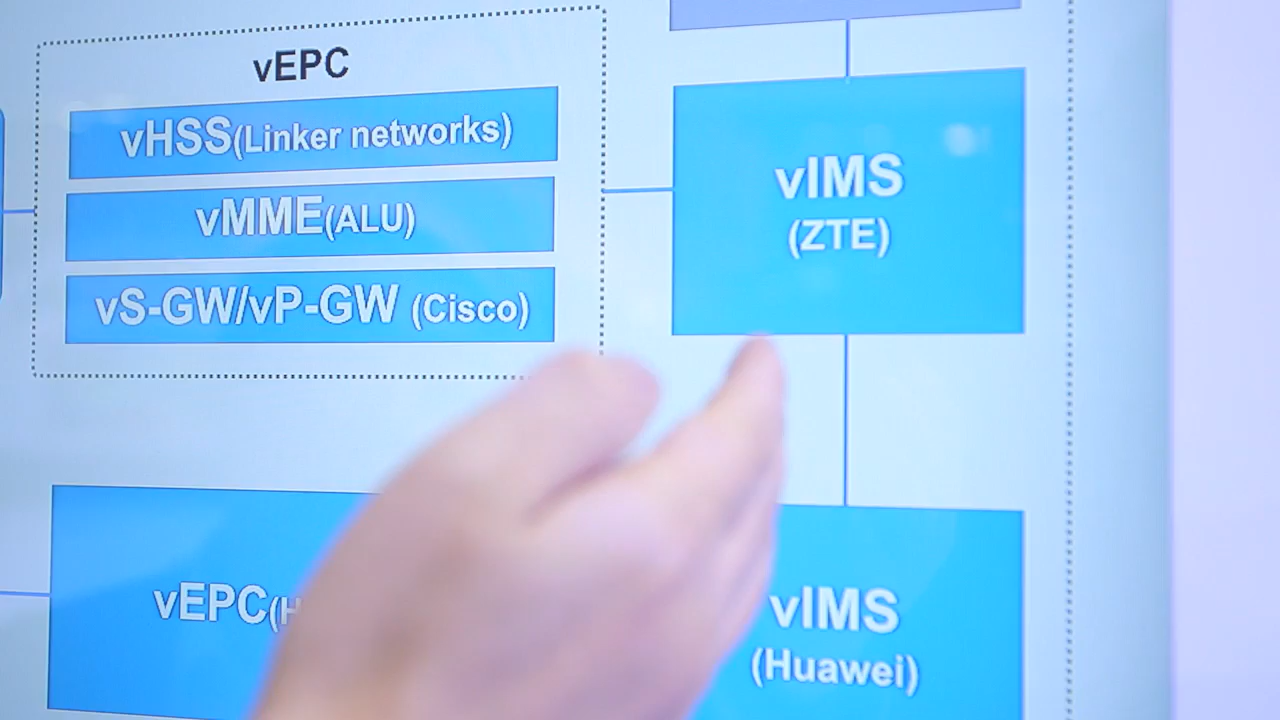 vEPC
vHSS(Linker networks)
vMME(ALU)
vS-GW/vP-GW (Cisco)
vIMS
(ZTE)
vEPC(H
vIMS
(Huawei)